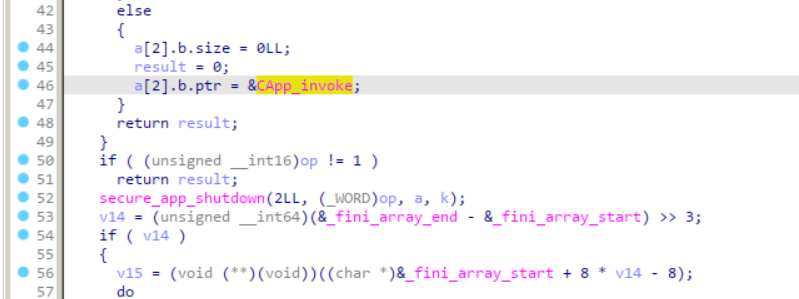 42 else
43 {
44 a[2].b.size = 0LL;
45 result = 0;
46 a[2].b.ptr = &CApp_invoke;
47 }
48 return result;
49 }
50 if ( (unsigned __int16)op != 1 )
51 return result;
52 secure_app_shutdown(2LL, (_WORD)op, a, k);
53 v14 = (unsigned __int64)(&_fini_array_end - &_fini_array_start) >> 3;
54 if ( v14 )
55 {
56 v15 = (void (**)(void))((char *)&_fini_array_start + 8 * v14 - 8);
57 do